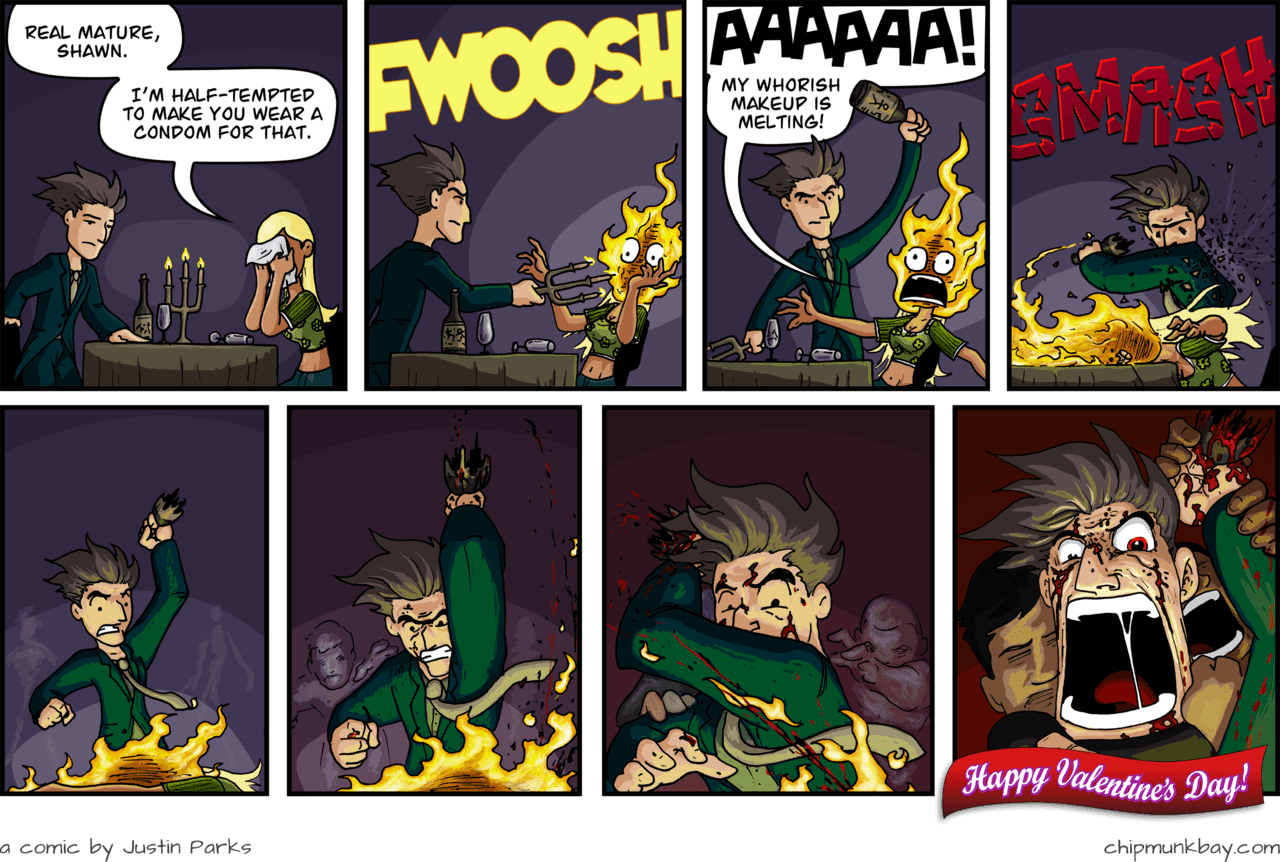 REAL MATURE,
SHAWN.
I'M HALF-TEMPTED
TO MAKE YOU WEAR A
CONDOM FOR THAT.
FWOOSH
AAAAAA!
MY WHORISH
MAKEUP IS
MELTING!
SMASH
Happy Valentine's Day!
a comic by Justin Parks
chipmunkbay.com